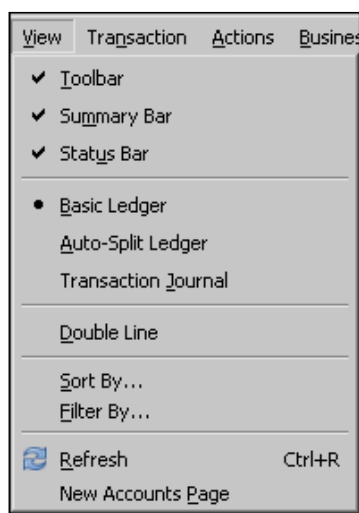 View Transaction Actions Busines
Toolbar
Summary Bar
Status Bar
Basic Ledger
Auto-Split Ledger
Transaction Journal
Double Line
Sort By...
Filter By...
Refresh Ctrl+R
New Accounts Page